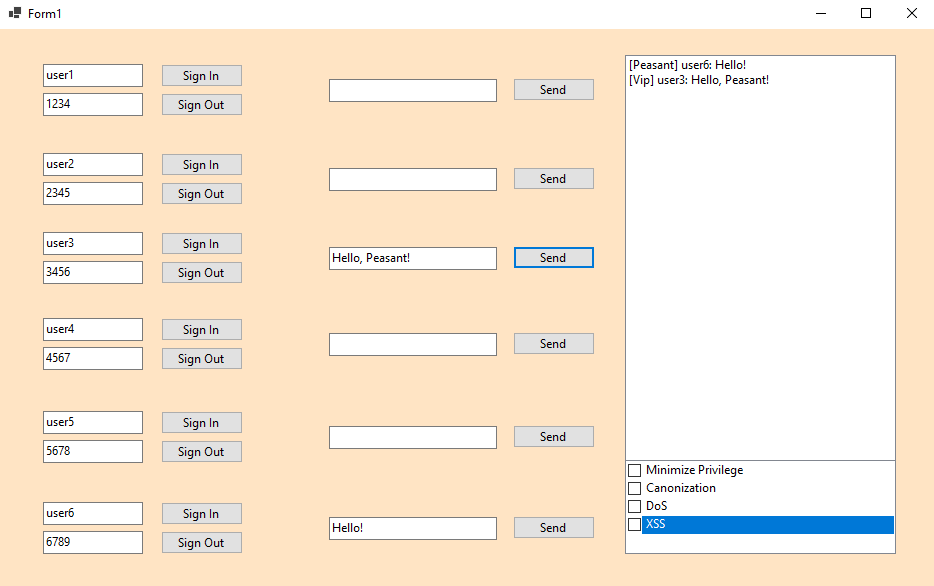 Form1
user1
Sign In
1234
Sign Out
Send
user2
Sign In
2345
Sign Out
Send
user3
Sign In
3456
Sign Out
Hello, Peasant!
Send
user4
Sign In
4567
Sign Out
Send
user5
Sign In
5678
Sign Out
Send
user6
Sign In
6789
Sign Out
Hello!
Send
[Peasant] user6: Hello!
[Vip] user3: Hello, Peasant!
Minimize Privilege
Canonization
DoS
XSS